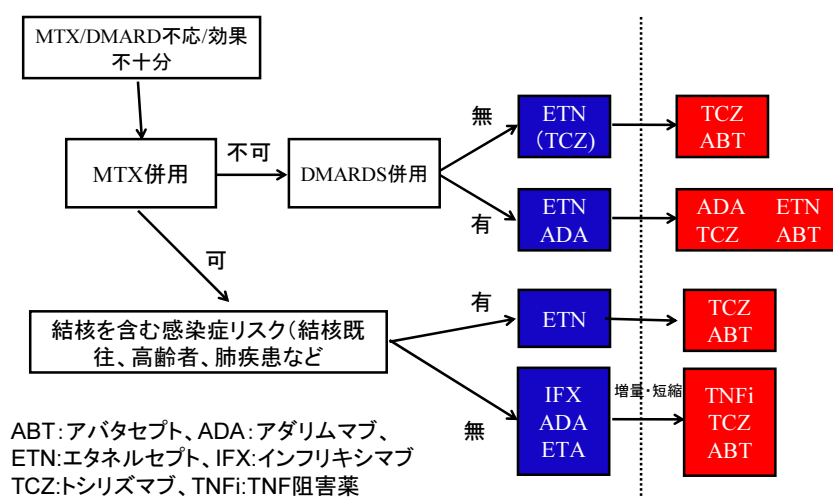 MTX/DMARD不応/効果
不十分
MTX併用
不可
DMARDS併用
無
ETN
(TCZ)
TCZ
ABT
有
ETN
ADA
ADA ETN
TCZ ABT
可
結核を含む感染症リスク(結核既
往、高齢者、肺疾患など
有
ETN
TCZ
ABT
無
IFX
ADA
ETA
増量・短縮
TNFi
TCZ
ABT
ABT:アバタセプト、ADA:アダリムマブ、
ETN:エタネルセプト、IFX:インフリキシマブ
TCZ:トシリズマブ、TNFi:TNF阻害薬